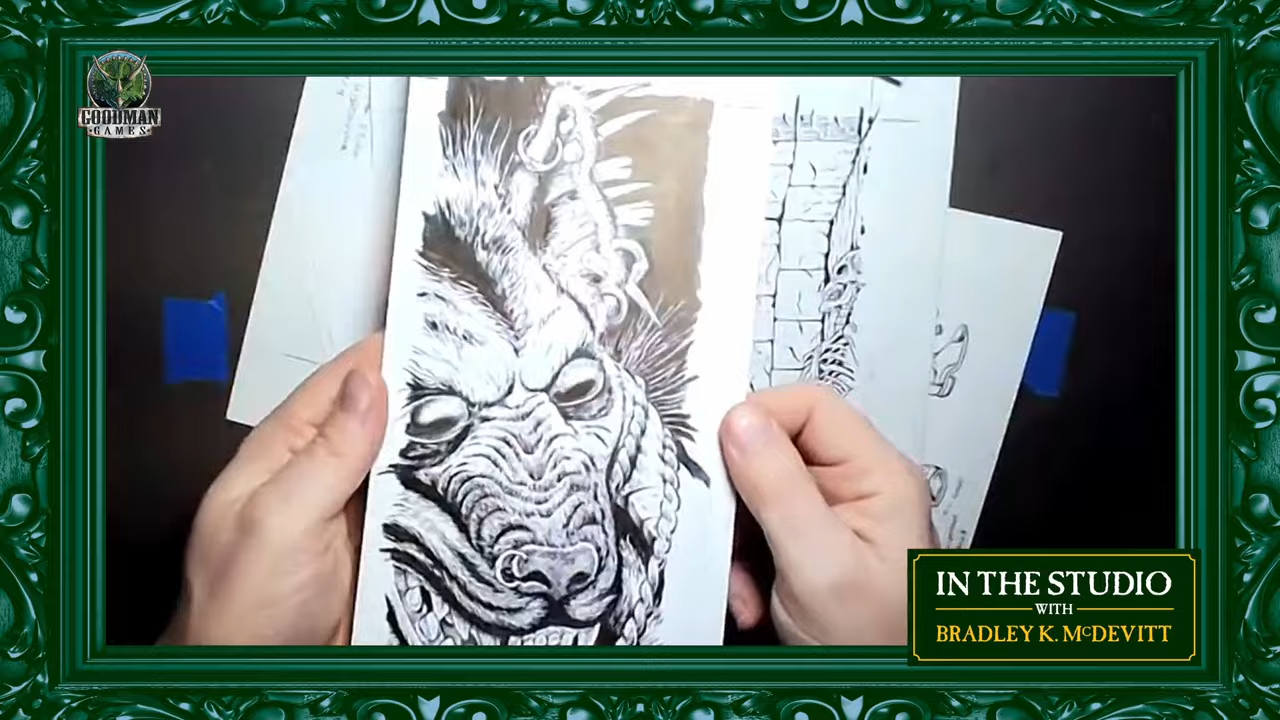 GOODMAN
GAMES
IN THE STUDIO
WITH
BRADLEY K. McDEVITT